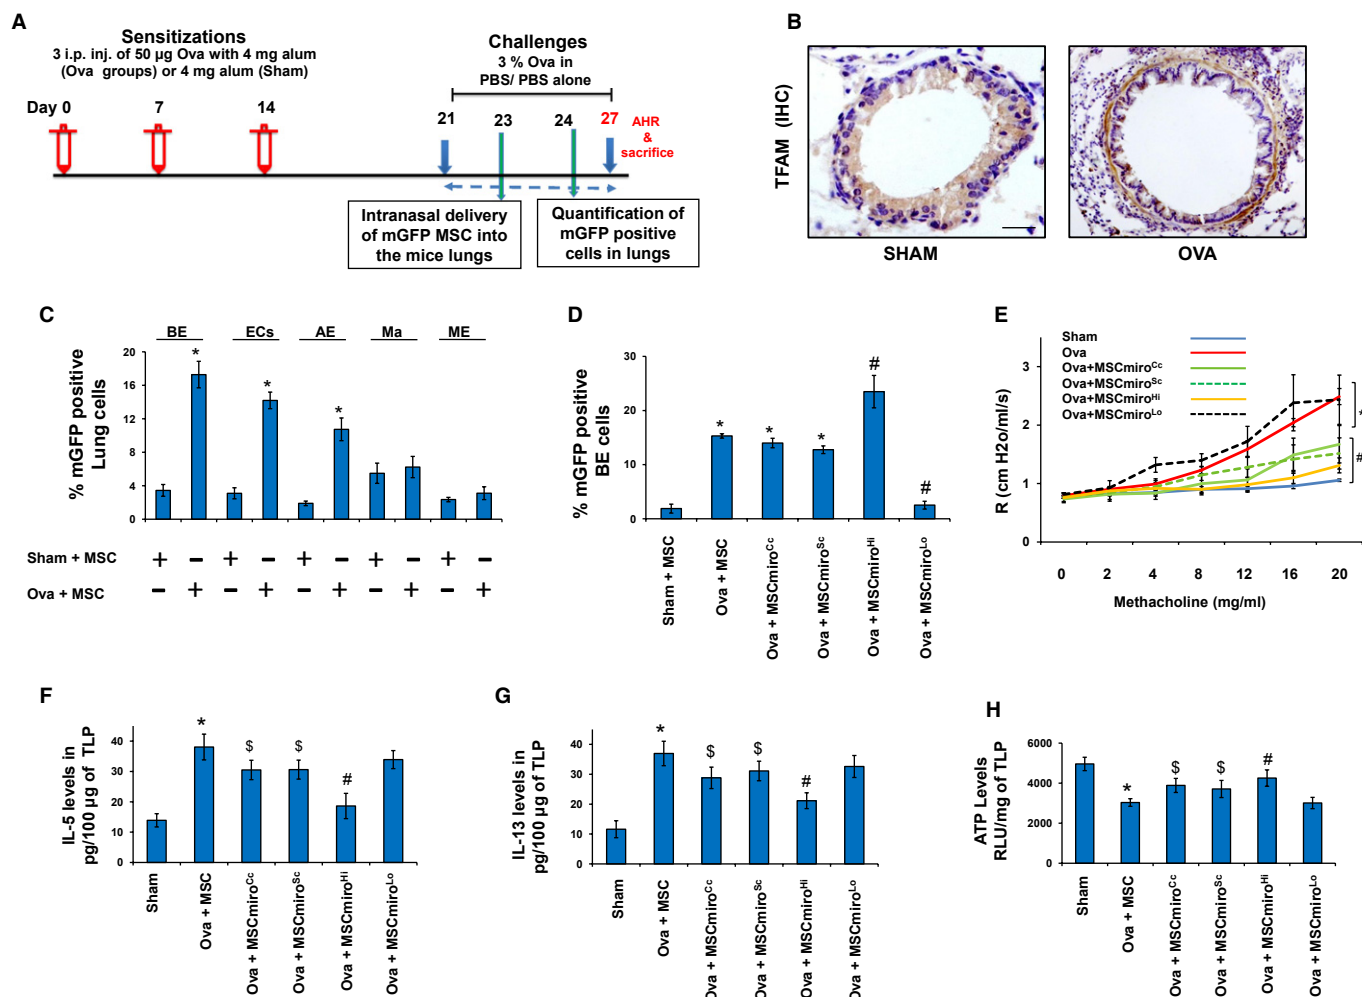 A
Sensitizations
3 i.p. inj. of 50 µg Ova with 4 mg alum
(Ova groups) or 4 mg alum (Sham)
Day 0 7 14
Challenges
3 % Ova in
PBS/ PBS alone
21 23 24 27
AHR
&
sacrifice
Intranasal delivery
of mGFP MSC into
the mice lungs
Quantification of
mGFP positive
cells in lungs
B
TFAM (IHC)
SHAM OVA
C
BE ECs AE Ma ME
% mGFP positive
Lung cells
20
16
12
8
4
0
* * *
Sham + MSC + – + – + – + – + –
Ova + MSC – + – + – + – + – +
D
% mGFP positive
BE cells
30
20
10
0
* * * # #
Sham + MSC
Ova + MSC
Ova + MSCmiroCc
Ova + MSCmiroSc
Ova + MSCmiroHi
Ova + MSCmiroLo
E
Sham
Ova
Ova+MSCmiroCc
Ova+MSCmiroSc
Ova+MSCmiroHi
Ova+MSCmiroLo
R (cm H2o/ml/s)
3
2
1
0
*
#
0 2 4 8 12 16 20
Methacholine (mg/ml)
F
IL-5 levels in
pg/100 µg of TLP
40
30
20
10
0
* $ $ #
Sham
Ova + MSC
Ova + MSCmiroCc
Ova + MSCmiroSc
Ova + MSCmiroHi
Ova + MSCmiroLo
G
IL-13 levels in
pg/100 µg of TLP
40
30
20
10
0
* $ $ #
Sham
Ova + MSC
Ova + MSCmiroCc
Ova + MSCmiroSc
Ova + MSCmiroHi
Ova + MSCmiroLo
H
ATP Levels
RLU/mg of TLP
6000
4000
2000
0
* $ $ #
Sham
Ova + MSC
Ova + MSCmiroCc
Ova + MSCmiroSc
Ova + MSCmiroHi
Ova + MSCmiroLo